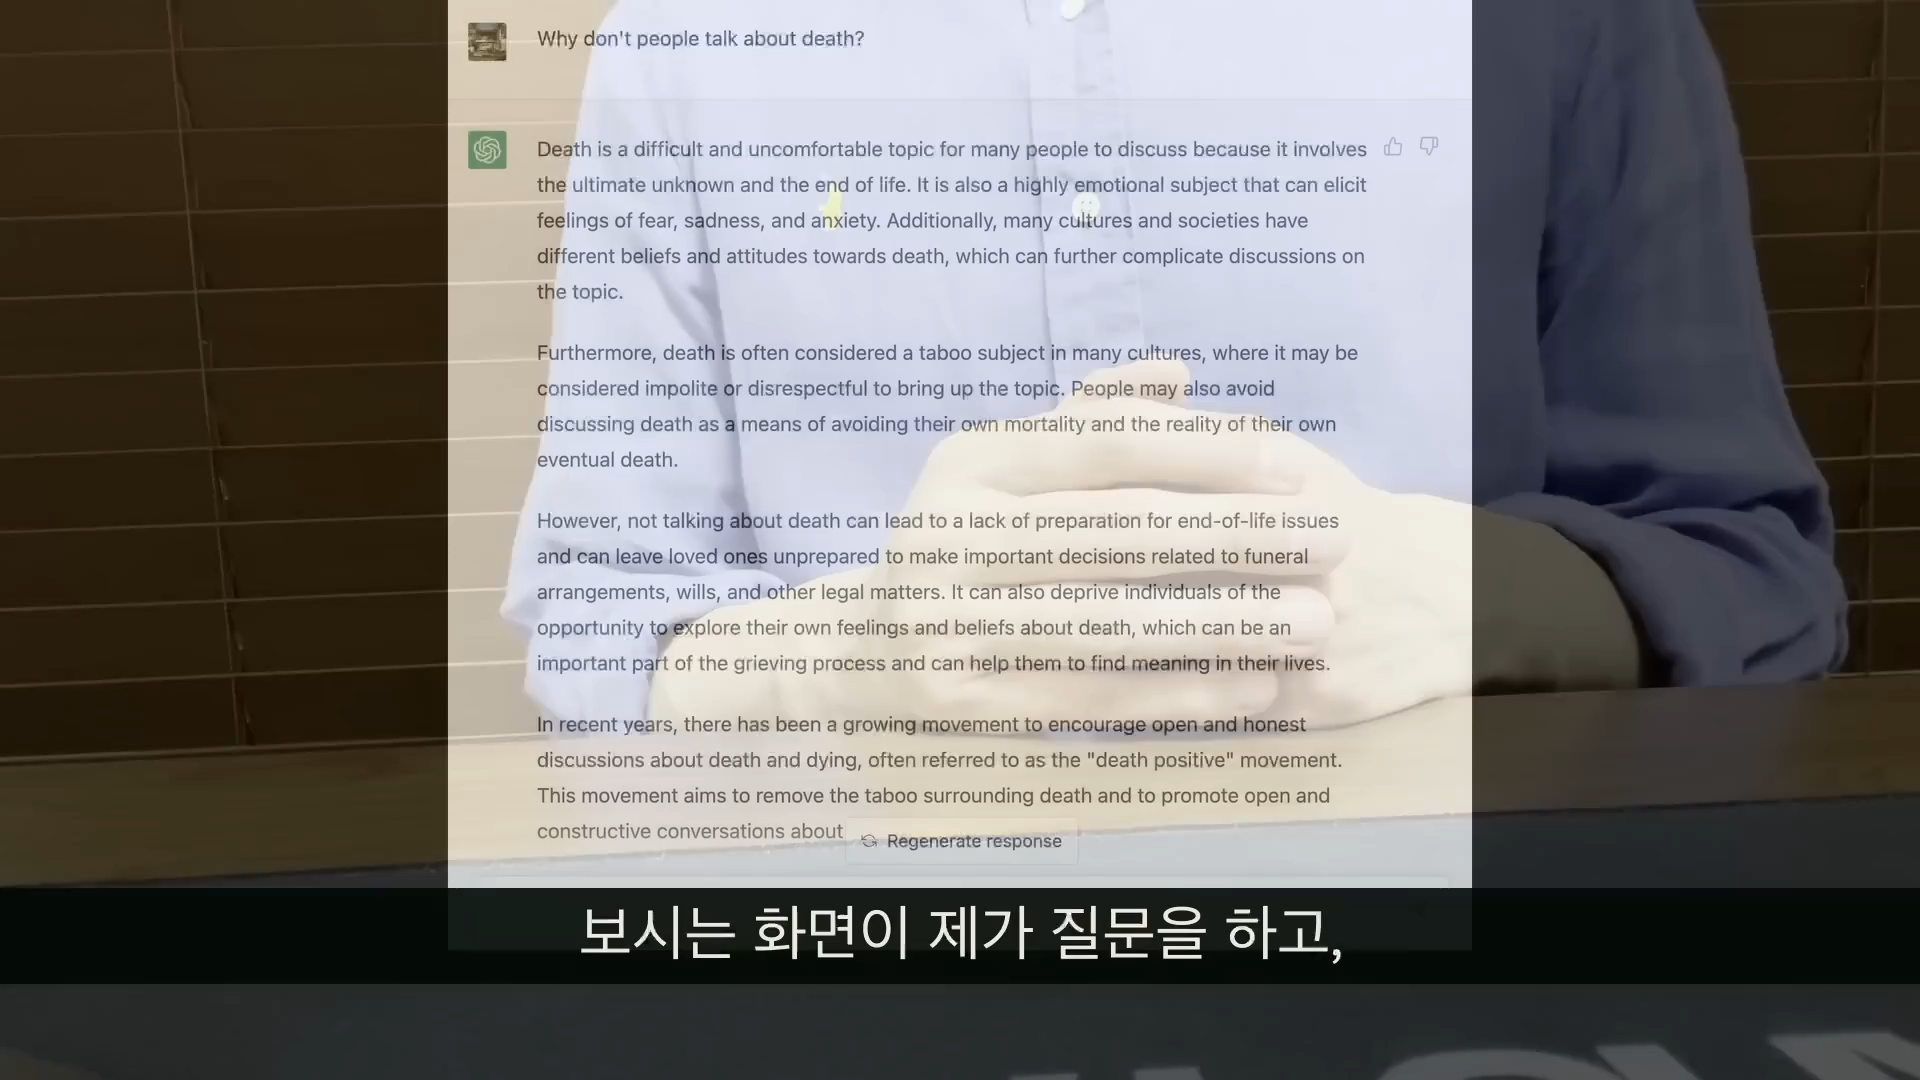 Why don't people talk about death?
Death is a difficult and uncomfortable topic for many people to discuss because it involves
the ultimate unknown and the end of life. It is also a highly emotional subject that can elicit
feelings of fear, sadness, and anxiety. Additionally, many cultures and societies have
different beliefs and attitudes towards death, which can further complicate discussions on
the topic.
Furthermore, death is often considered a taboo subject in many cultures, where it may be
considered impolite or disrespectful to bring up the topic. People may also avoid
discussing death as a means of avoiding their own mortality and the reality of their own
eventual death.
However, not talking about death can lead to a lack of preparation for end-of-life issues
and can leave loved ones unprepared to make important decisions related to funeral
arrangements, wills, and other legal matters. It can also deprive individuals of the
opportunity to explore their own feelings and beliefs about death, which can be an
important part of the grieving process and can help them to find meaning in their lives.
In recent years, there has been a growing movement to encourage open and honest
discussions about death and dying, often referred to as the "death positive" movement.
This movement aims to remove the taboo surrounding death and to promote open and
constructive conversations about
Regenerate response
보시는 화면이 제가 질문을 하고,